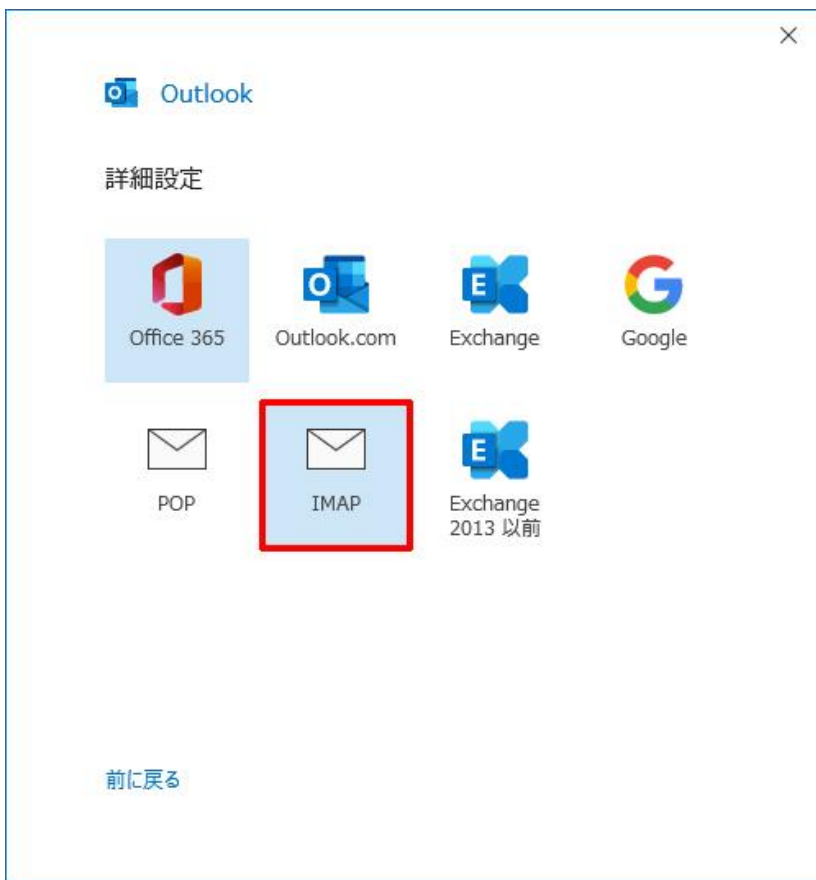 Outlook
詳細設定
Office 365
Outlook.com
Exchange
Google
POP
IMAP
Exchange
2013 以前
前に戻る